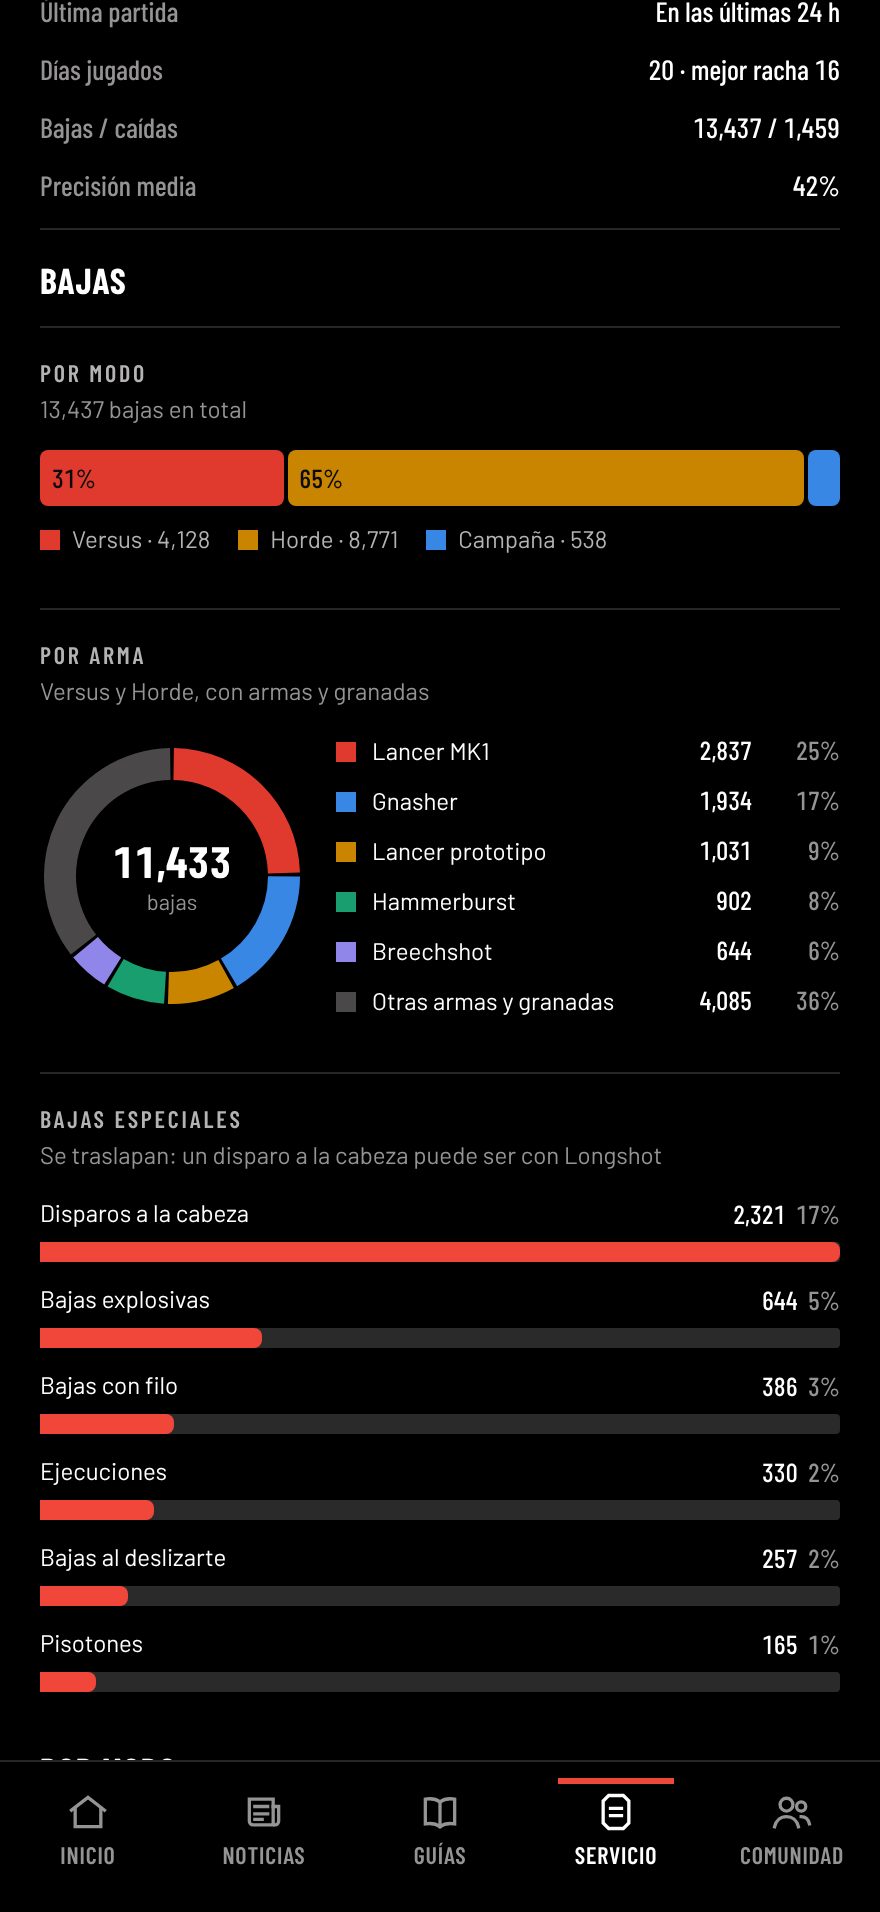 Última partida En las últimas 24 h
Días jugados 20 · mejor racha 16
Bajas / caídas 13,437 / 1,459
Precisión media 42%
BAJAS
POR MODO
13,437 bajas en total
31% 65%
Versus · 4,128 Horde · 8,771 Campaña · 538
POR ARMA
Versus y Horde, con armas y granadas
11,433
bajas
Lancer MK1 2,837 25%
Gnasher 1,934 17%
Lancer prototipo 1,031 9%
Hammerburst 902 8%
Breechshot 644 6%
Otras armas y granadas 4,085 36%
BAJAS ESPECIALES
Se traslapan: un disparo a la cabeza puede ser con Longshot
Disparos a la cabeza 2,321 17%
Bajas explosivas 644 5%
Bajas con filo 386 3%
Ejecuciones 330 2%
Bajas al deslizarte 257 2%
Pisotones 165 1%
INICIO NOTICIAS GUÍAS SERVICIO COMUNIDAD